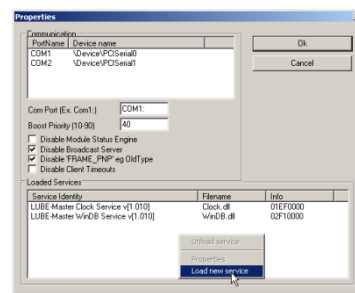 Properties
Communication
PortName Device name
COM1 \Device\PCISerial0
COM2 \Device\PCISerial1
Ok
Cancel
Com Port (Ex. Com1:) COM1:
Boost Priority (10-90) 40
Disable Module Status Engine
Disable Broadcast Server
Disable 'FRAME_PNP' eg OldType
Disable Client Timeouts
Loaded Services
Service Identity Filename Info
LUBE-Master Clock Service v[1.010] Clock.dll 01EF0000
LUBE-Master WinDB Service v[1.010] WinDB.dll 02F10000
Unload service
Properties
Load new service